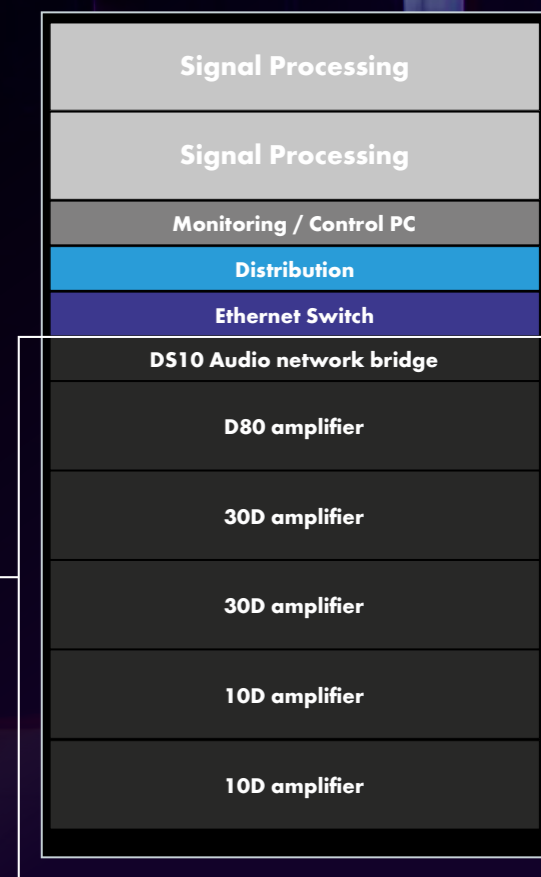 Signal Processing
Signal Processing
Monitoring / Control PC
Distribution
Ethernet Switch
DS10 Audio network bridge
D80 amplifier
30D amplifier
30D amplifier
10D amplifier
10D amplifier